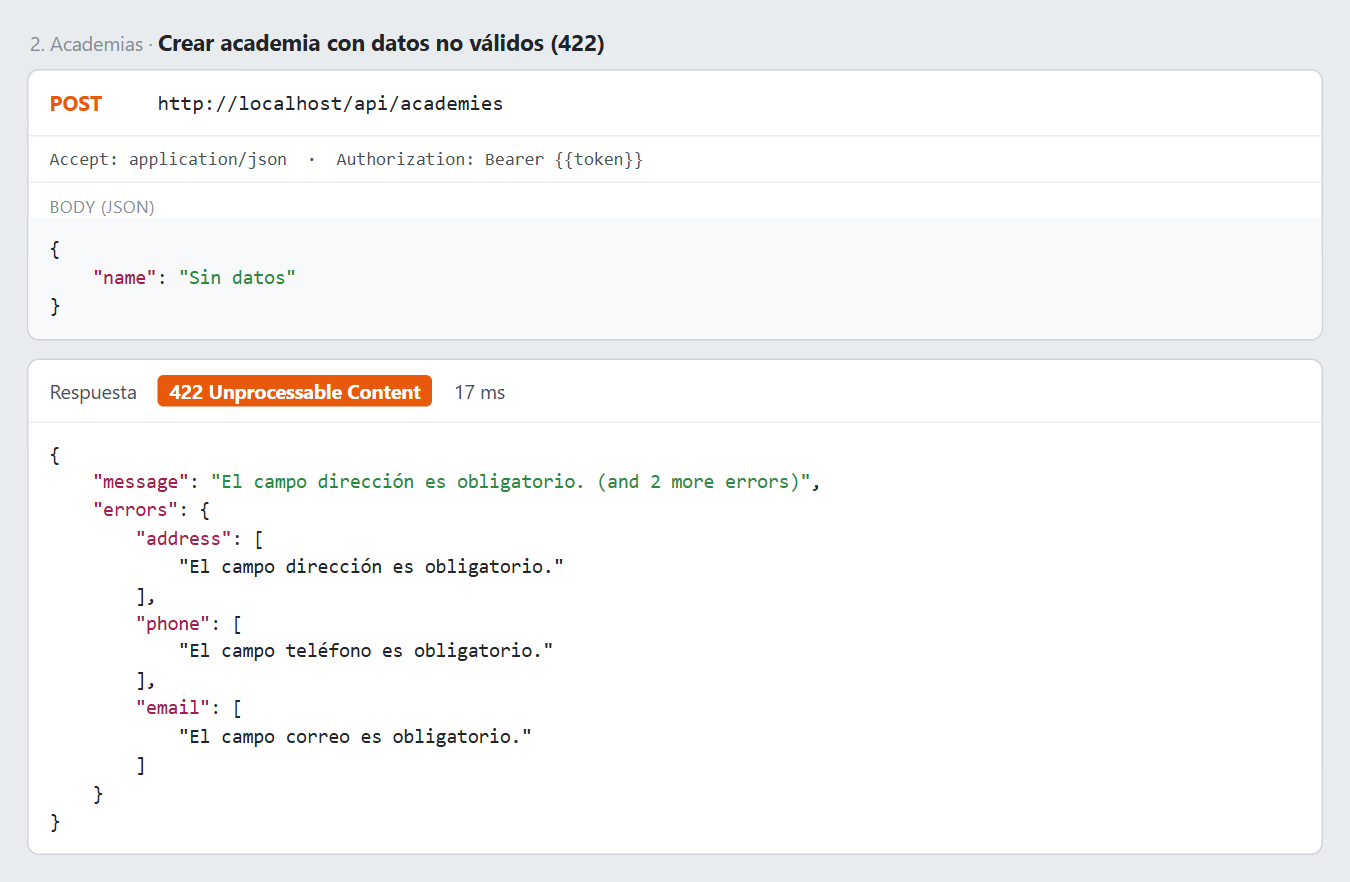 2. Academias · Crear academia con datos no válidos (422)
POST http://localhost/api/academies
Accept: application/json · Authorization: Bearer {{token}}
BODY (JSON)
{
    "name": "Sin datos"
}
Respuesta 422 Unprocessable Content 17 ms
{
    "message": "El campo dirección es obligatorio. (and 2 more errors)",
    "errors": {
        "address": [
            "El campo dirección es obligatorio."
        ],
        "phone": [
            "El campo teléfono es obligatorio."
        ],
        "email": [
            "El campo correo es obligatorio."
        ]
    }
}